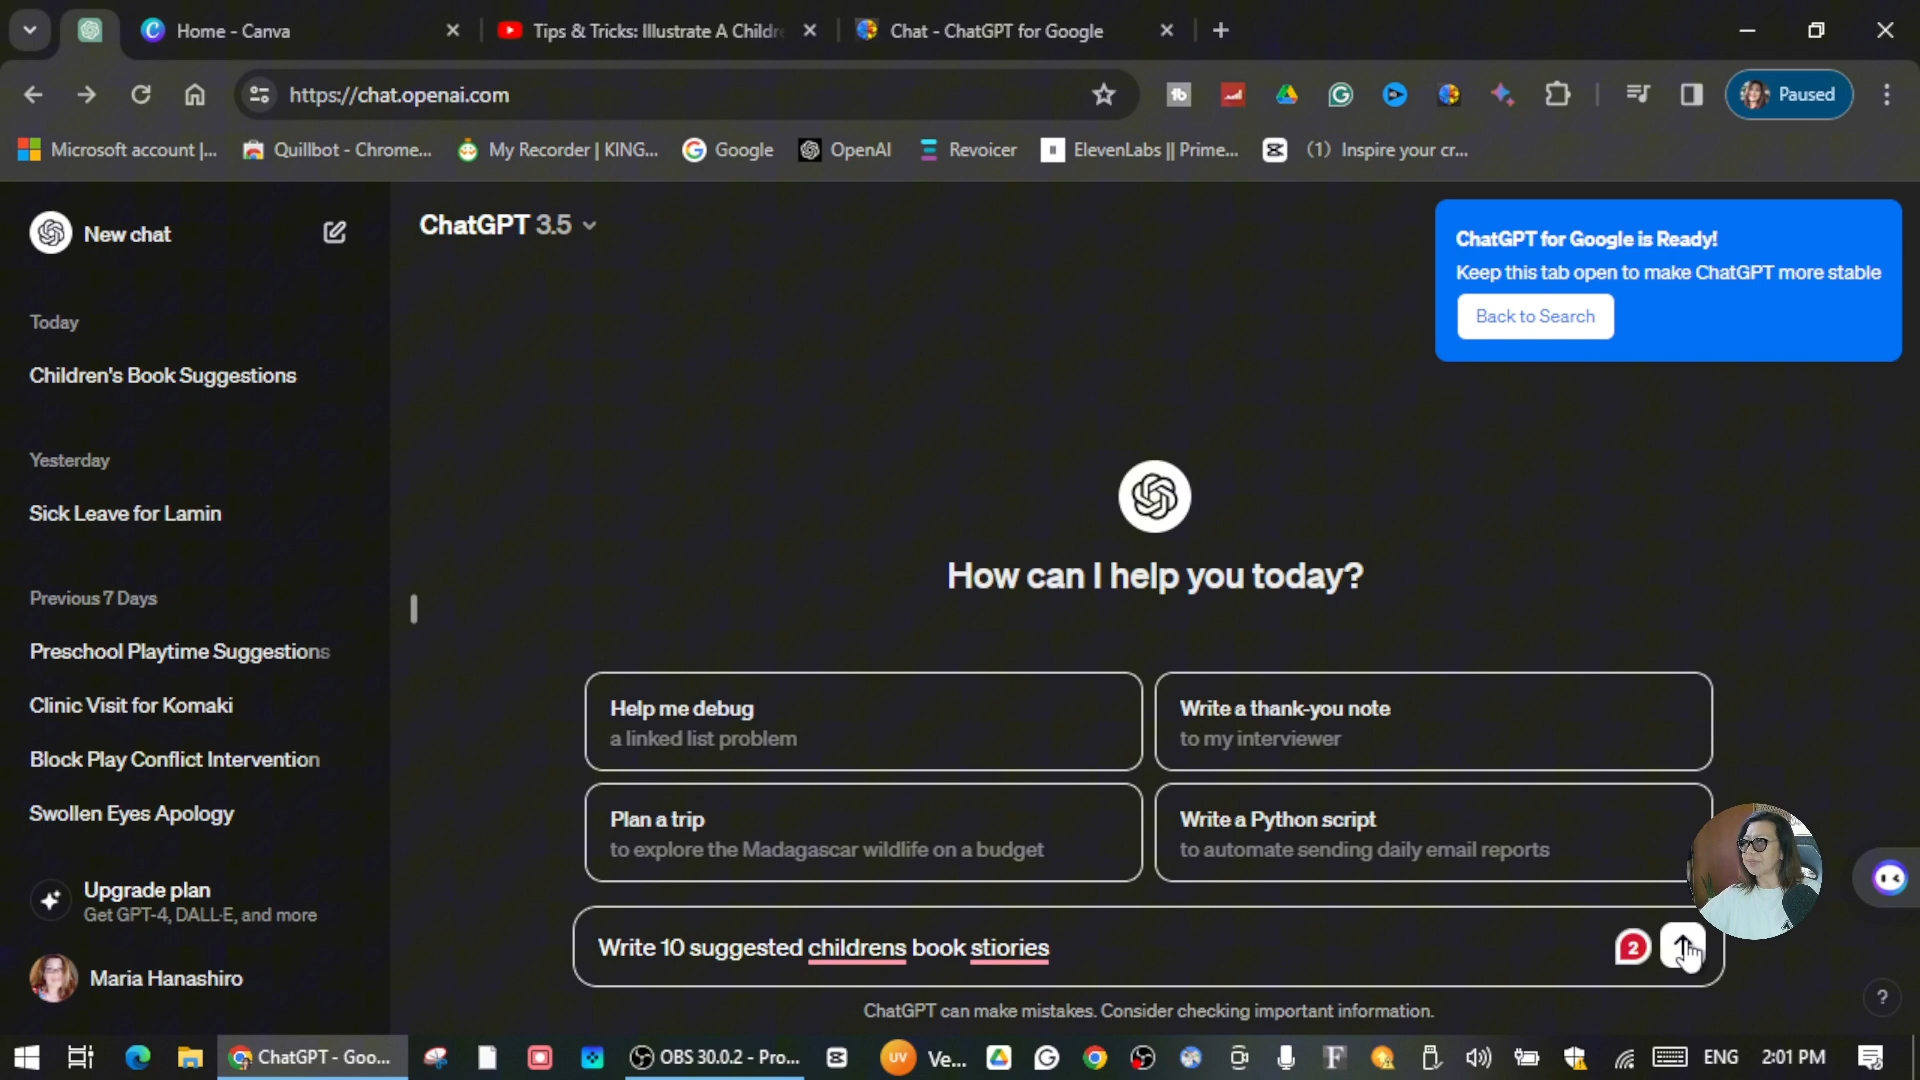 Home - Canva
Tips & Tricks: Illustrate A Childre
Chat - ChatGPT for Google
https://chat.openai.com
Paused
Microsoft account |...
Quillbot - Chrome...
My Recorder | KING...
Google
OpenAI
Revoicer
ElevenLabs || Prime...
(1) Inspire your cr...
New chat
ChatGPT 3.5
ChatGPT for Google is Ready!
Keep this tab open to make ChatGPT more stable
Back to Search
Today
Children's Book Suggestions
Yesterday
Sick Leave for Lamin
Previous 7 Days
Preschool Playtime Suggestions
Clinic Visit for Komaki
Block Play Conflict Intervention
Swollen Eyes Apology
How can I help you today?
Help me debug
a linked list problem
Write a thank-you note
to my interviewer
Plan a trip
to explore the Madagascar wildlife on a budget
Write a Python script
to automate sending daily email reports
Upgrade plan
Get GPT-4, DALL·E, and more
Maria Hanashiro
Write 10 suggested childrens book stiories
2
ChatGPT can make mistakes. Consider checking important information.
?
ChatGPT - Goo...
OBS 30.0.2 - Pro...
UV
Ve...
ENG
2:01 PM